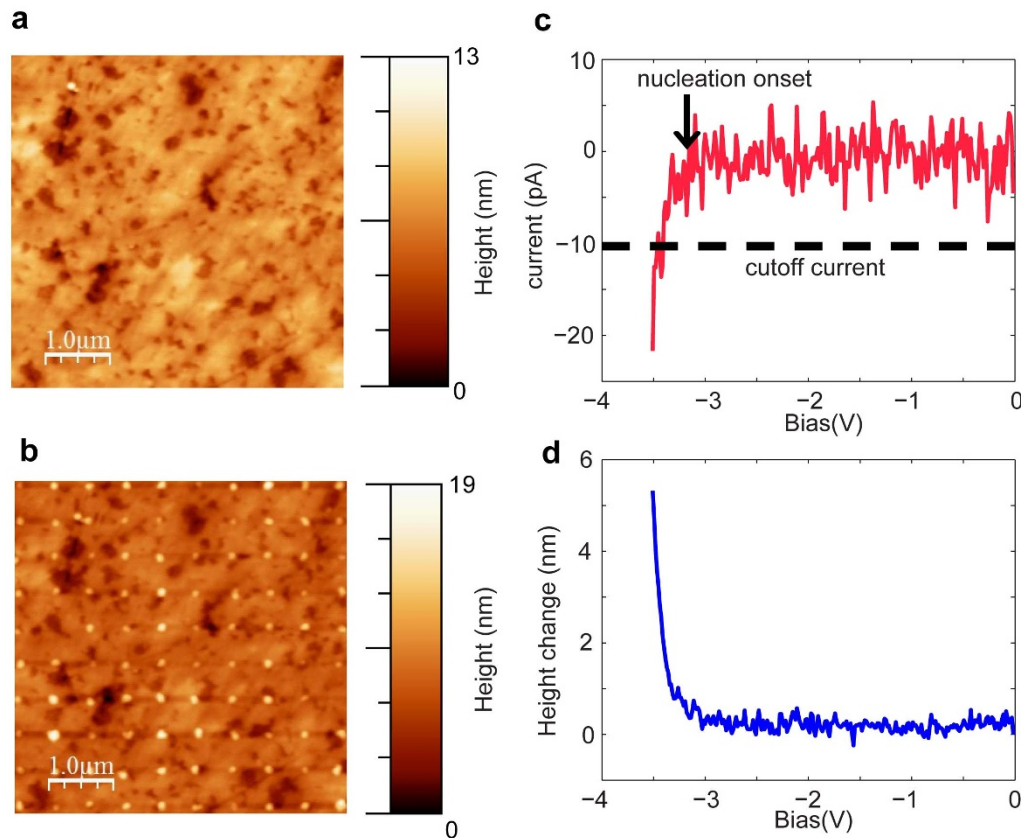 a
13
Height (nm)
0
1.0µm
b
19
Height (nm)
0
1.0µm
c
10
0
−10
−20
current (pA)
nucleation onset
cutoff current
−4
−3
−2
−1
0
Bias(V)
d
6
4
2
0
Height change (nm)
−4
−3
−2
−1
0
Bias(V)